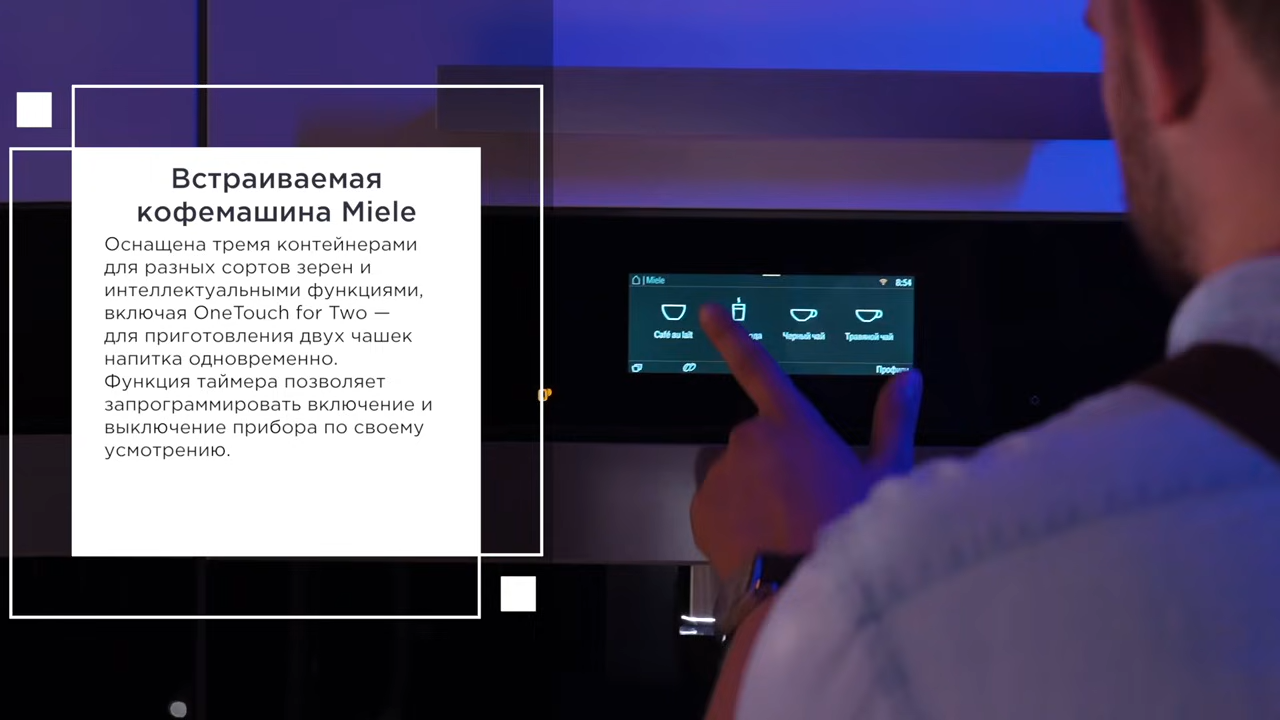 Встраиваемая
кофемашина Miele
Оснащена тремя контейнерами
для разных сортов зерен и
интеллектуальными функциями,
включая OneTouch for Two —
для приготовления двух чашек
напитка одновременно.
Функция таймера позволяет
запрограммировать включение и
выключение прибора по своему
усмотрению.
| Miele 8:54
Café au lait Черный чай Травяной чай